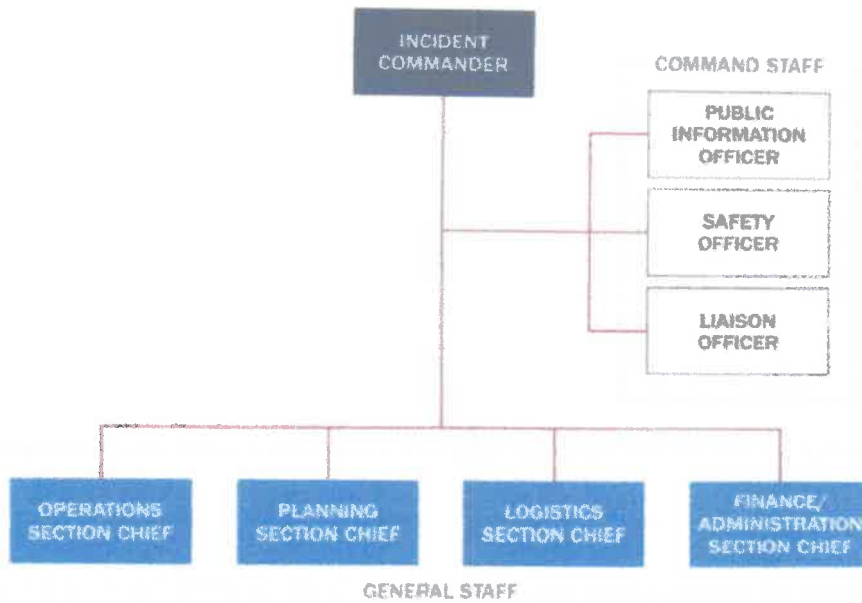 INCIDENT
COMMANDER
COMMAND STAFF
PUBLIC
INFORMATION
OFFICER
SAFETY
OFFICER
LIAISON
OFFICER
OPERATIONS
SECTION CHIEF
PLANNING
SECTION CHIEF
LOGISTICS
SECTION CHIEF
FINANCE/
ADMINISTRATION
SECTION CHIEF
GENERAL STAFF